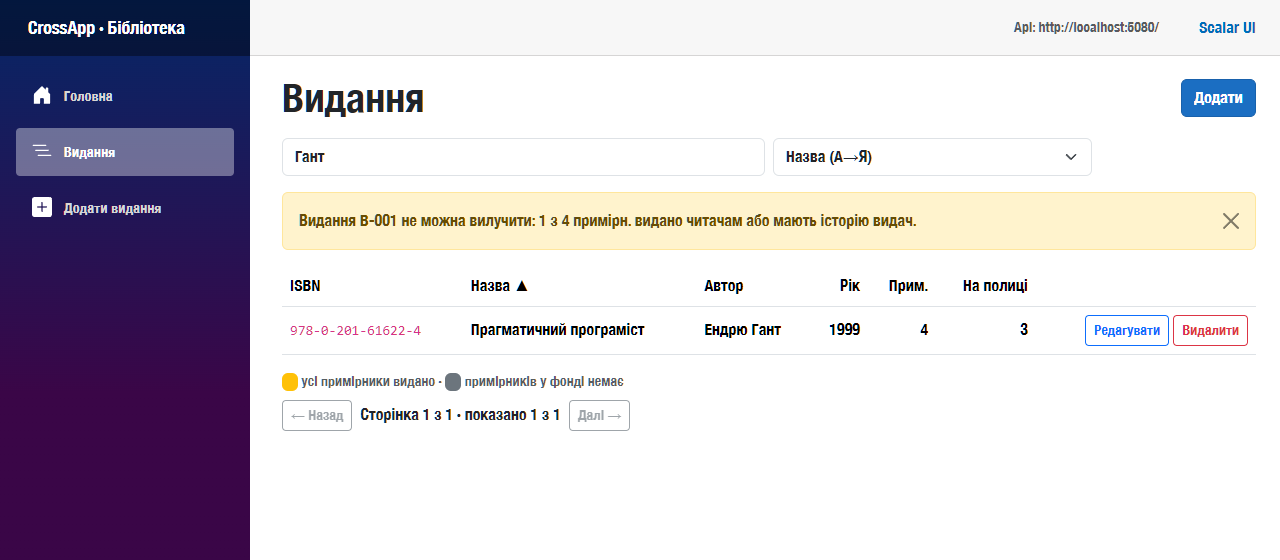 CrossApp • Бібліотека
Api: http://localhost:5080/
Scalar UI
Головна
Видання
Додати видання
Видання
Додати
Гант
Назва (А→Я)
Видання B-001 не можна вилучити: 1 з 4 примірн. видано читачам або мають історію видач.
ISBN Назва ▲ Автор Рік Прим. На полиці
978-0-201-61622-4 Прагматичний програміст Ендрю Гант 1999 4 3 Редагувати Видалити
усі примірники видано · примірників у фонді немає
← Назад Сторінка 1 з 1 · показано 1 з 1 Далі →